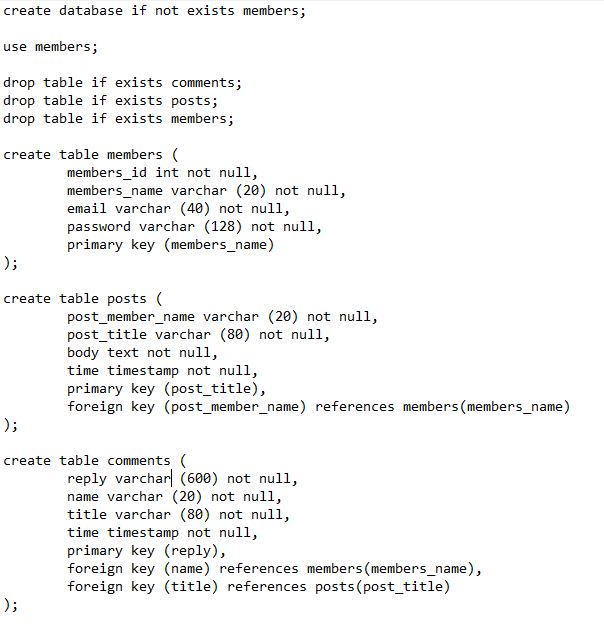 create database if not exists members;

use members;

drop table if exists comments;
drop table if exists posts;
drop table if exists members;

create table members (
        members_id int not null,
        members_name varchar (20) not null,
        email varchar (40) not null,
        password varchar (128) not null,
        primary key (members_name)
);

create table posts (
        post_member_name varchar (20) not null,
        post_title varchar (80) not null,
        body text not null,
        time timestamp not null,
        primary key (post_title),
        foreign key (post_member_name) references members(members_name)
);

create table comments (
        reply varchar (600) not null,
        name varchar (20) not null,
        title varchar (80) not null,
        time timestamp not null,
        primary key (reply),
        foreign key (name) references members(members_name),
        foreign key (title) references posts(post_title)
);